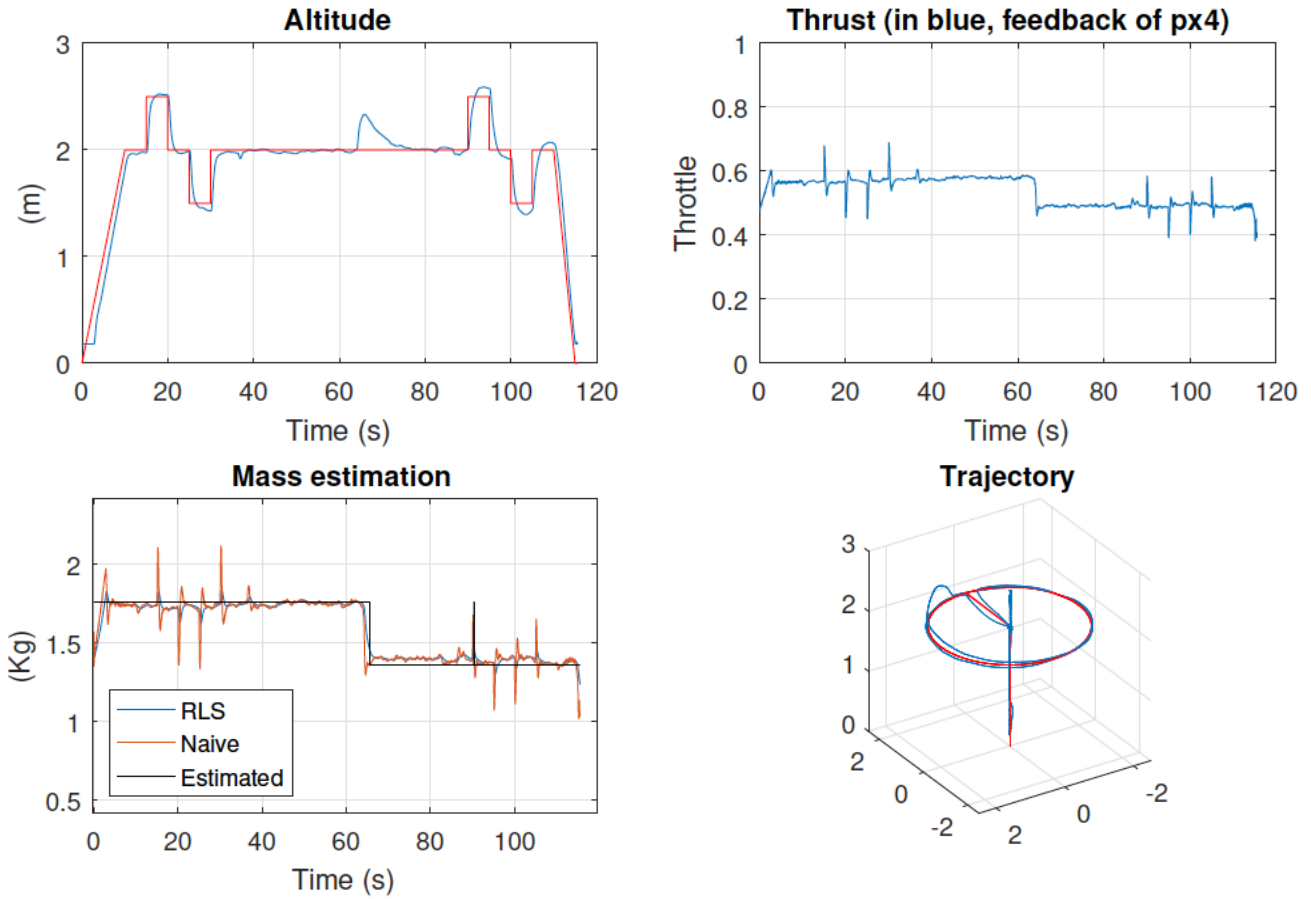 Altitude
3
2
1
0
(m)
0 20 40 60 80 100 120
Time (s)
Thrust (in blue, feedback of px4)
1
0.8
0.6
0.4
0.2
0
Throttle
0 20 40 60 80 100 120
Time (s)
Mass estimation
2
1.5
1
0.5
(Kg)
RLS
Naive
Estimated
0 20 40 60 80 100
Time (s)
Trajectory
3
2
1
0
2
0
-2
2
0
-2